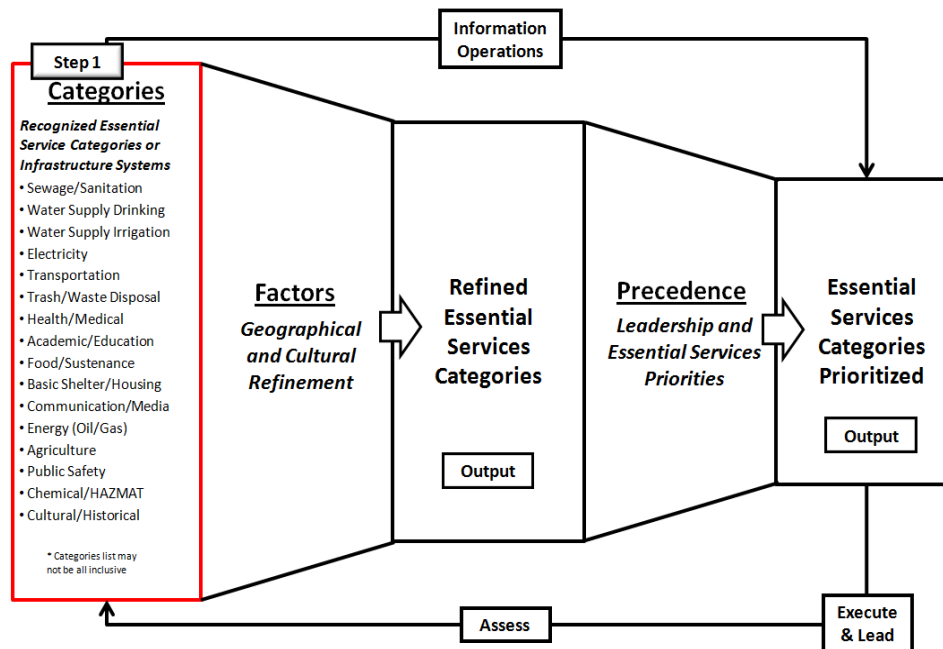 Information
Operations
Step 1
Categories
Recognized Essential
Service Categories or
Infrastructure Systems
• Sewage/Sanitation
• Water Supply Drinking
• Water Supply Irrigation
• Electricity
• Transportation
• Trash/Waste Disposal
• Health/Medical
• Academic/Education
• Food/Sustenance
• Basic Shelter/Housing
• Communication/Media
• Energy (Oil/Gas)
• Agriculture
• Public Safety
• Chemical/HAZMAT
• Cultural/Historical
* Categories list may
not be all inclusive
Factors
Geographical
and Cultural
Refinement
Refined
Essential
Services
Categories
Output
Precedence
Leadership and
Essential Services
Priorities
Essential
Services
Categories
Prioritized
Output
Assess
Execute
& Lead